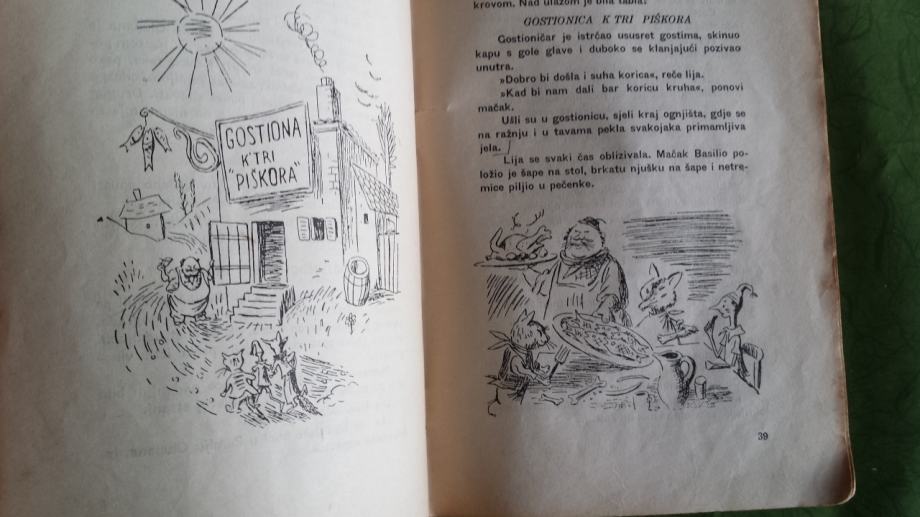 GOSTIONA
K'TRI
"PIŠKORA"
krovom. Nad ulazom je bila tabla:
GOSTIONICA K TRI PIŠKORA
Gostioničar je istrčao ususret gostima, skinuo
kapu s gole glave i duboko se klanjajući pozivao
unutra.
»Dobro bi došla i suha korica«, reče lija.
»Kad bi nam dali bar koricu kruha«, ponovi
mačak.
Ušli su u gostionicu, sjeli kraj ognjišta, gdje se
na ražnju i u tavama pekla svakojaka primamljiva
jela.
Lija se svaki čas oblizivala. Mačak Basilio po-
ložio je šape na stol, brkatu njušku na šape i netre-
mice piljio u pečenke.
39